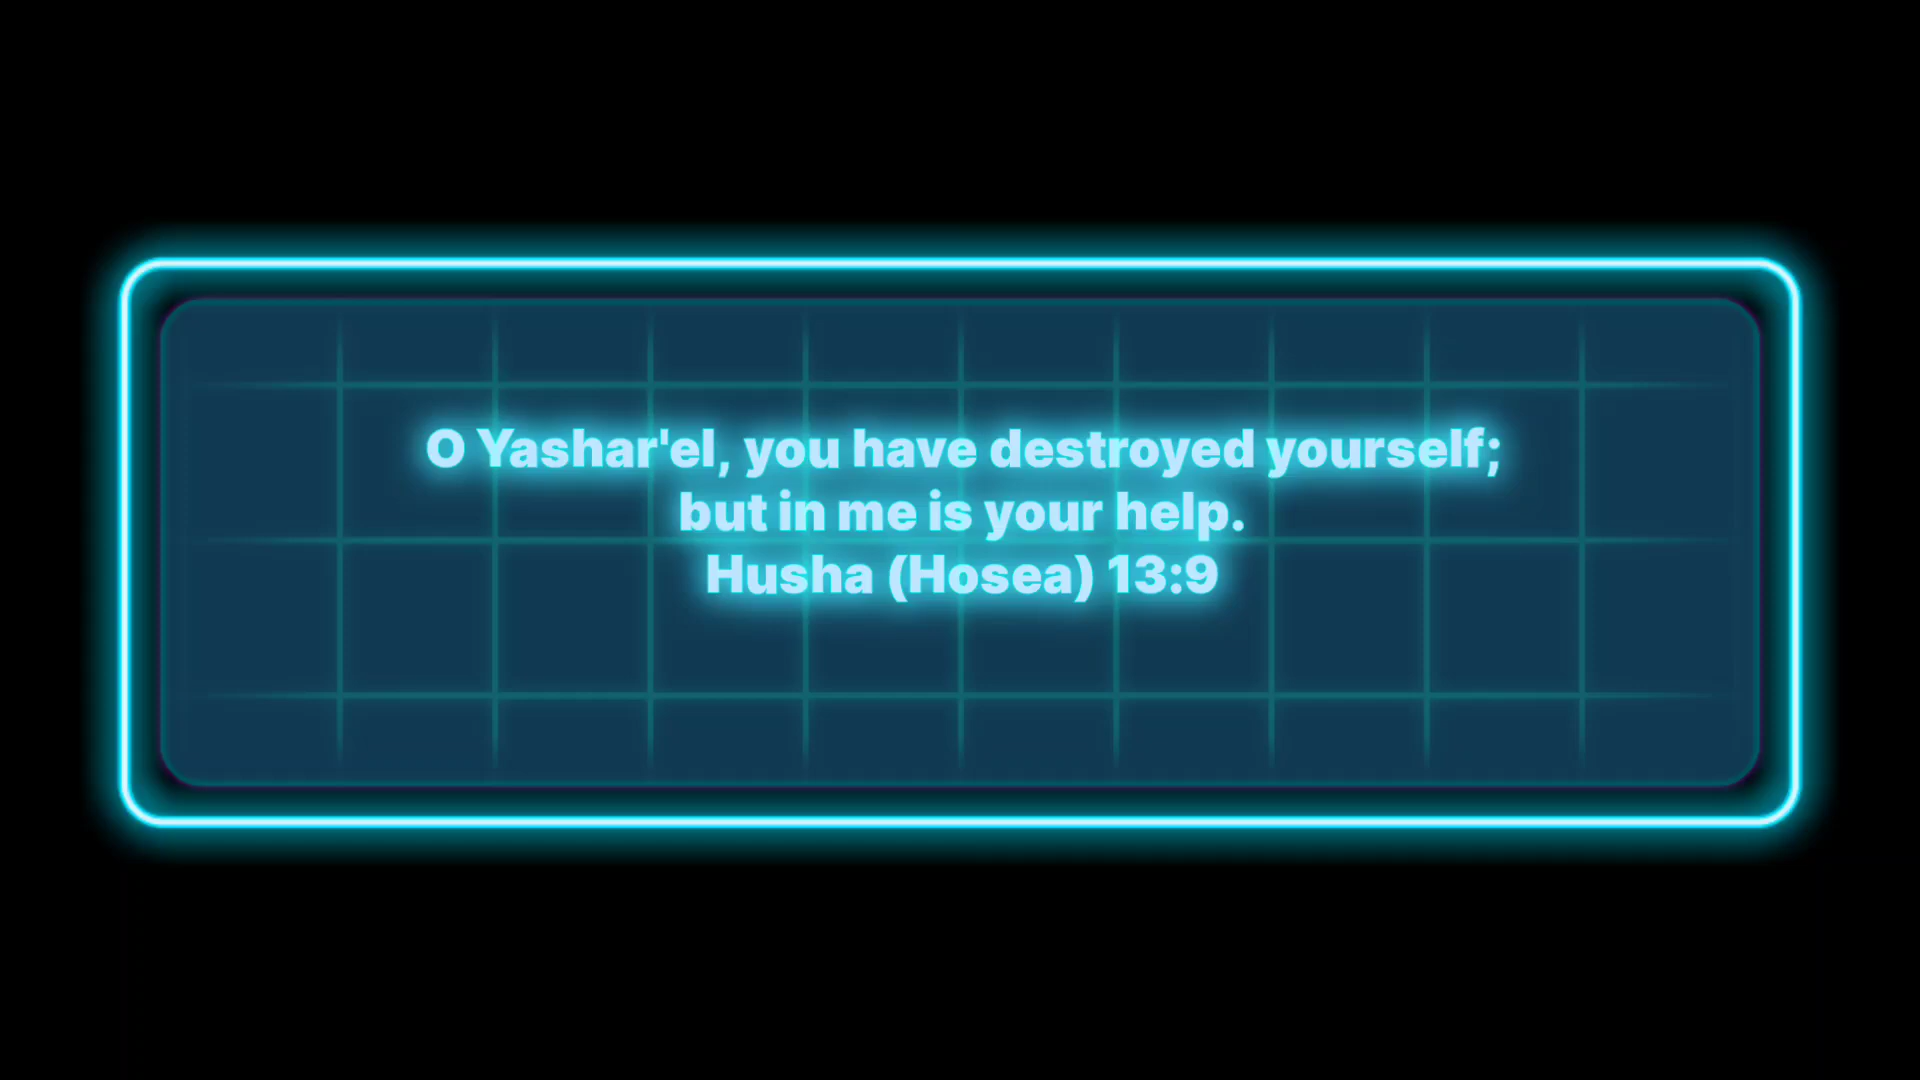 O Yashar'el, you have destroyed yourself;
but in me is your help.
Husha (Hosea) 13:9